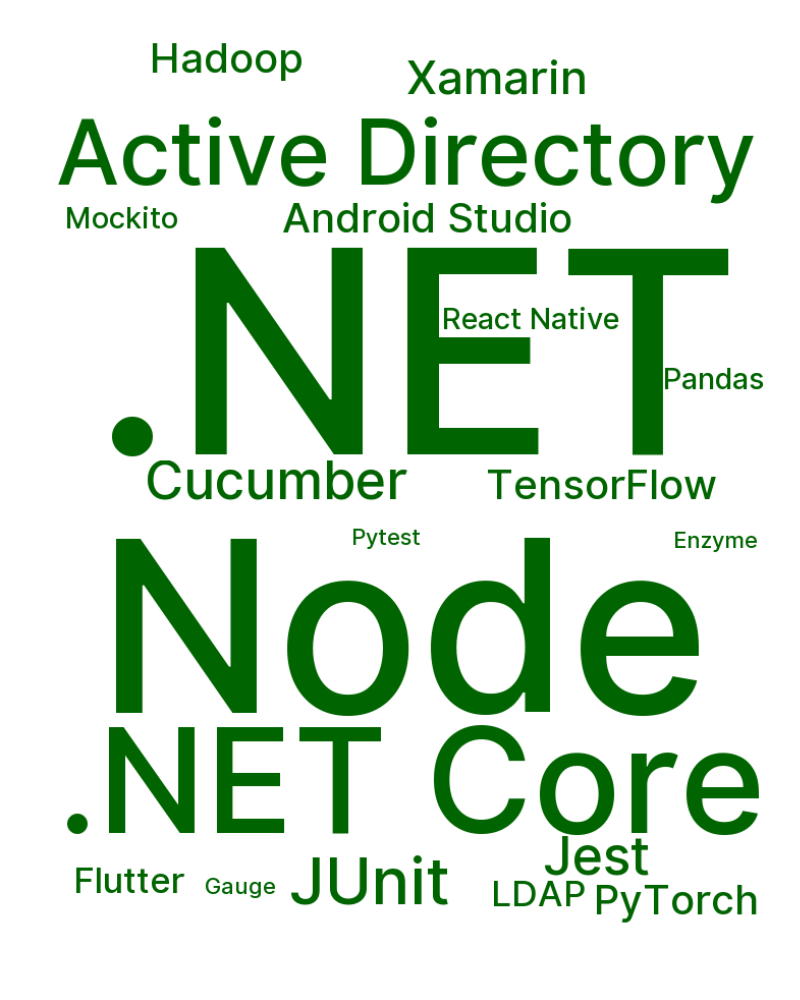 Hadoop
Xamarin
Active Directory
Mockito
Android Studio
.NET
React Native
Pandas
Cucumber
TensorFlow
Pytest
Enzyme
Node
.NET Core
Jest
Flutter
Gauge
JUnit
LDAP
PyTorch